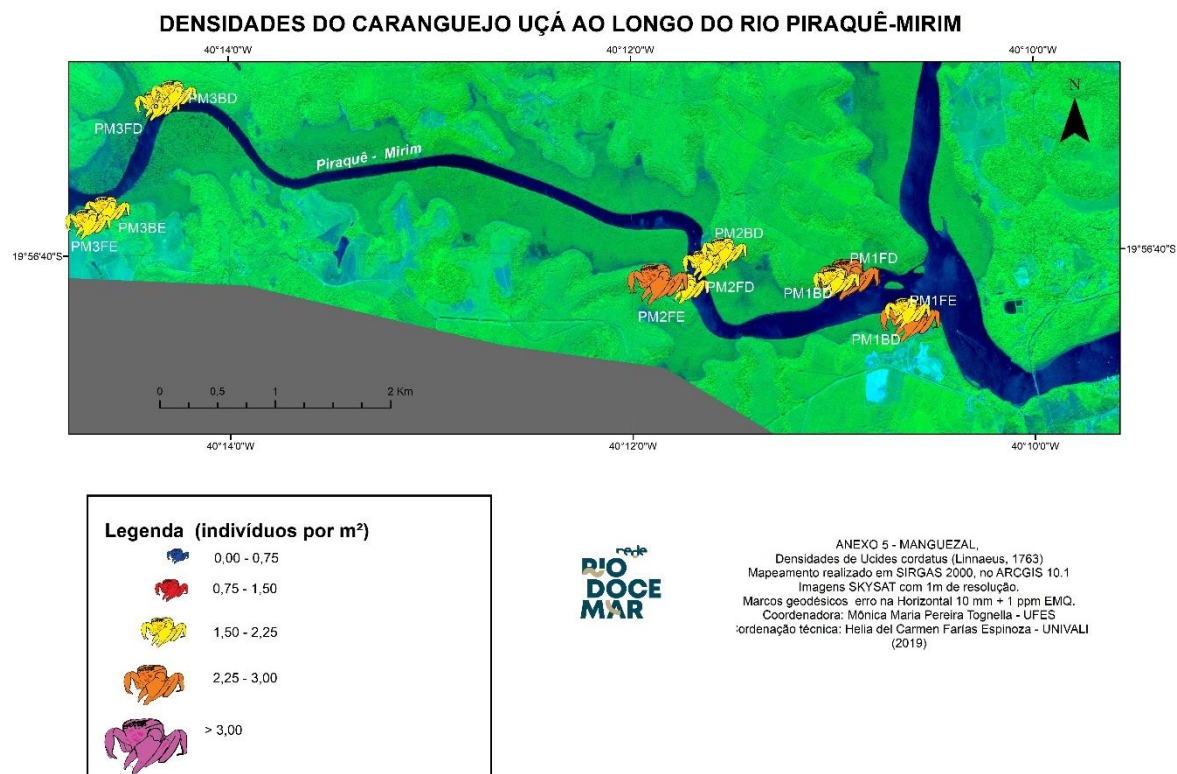 DENSIDADES DO CARANGUEJO UÇÁ AO LONGO DO RIO PIRAQUÊ-MIRIM
40°14'0"W
40°12'0"W
40°10'0"W
N
PM3BD
PM3FD
Piraquê - Mirim
PM3BE
PM3FE
19°56'40"S
19°56'40"S
PM2BD
PM2FD
PM2FE
PM1FD
PM1BD
PM1FE
PM1BD
0 0,5 1 2 Km
40°14'0"W
40°12'0"W
40°10'0"W
Legenda (indivíduos por m²)
0,00 - 0,75
0,75 - 1,50
1,50 - 2,25
2,25 - 3,00
> 3,00
rede
RIO
DOCE
MAR
ANEXO 5 - MANGUEZAL,
Densidades de Ucides cordatus (Linnaeus, 1763)
Mapeamento realizado em SIRGAS 2000, no ARCGIS 10.1
Imagens SKYSAT com 1m de resolução.
Marcos geodésicos erro na Horizontal 10 mm + 1 ppm EMQ.
Coordenadora: Mônica Maria Pereira Tognella - UFES
ordenação técnica: Helia del Carmen Farías Espinoza - UNIVALI
(2019)